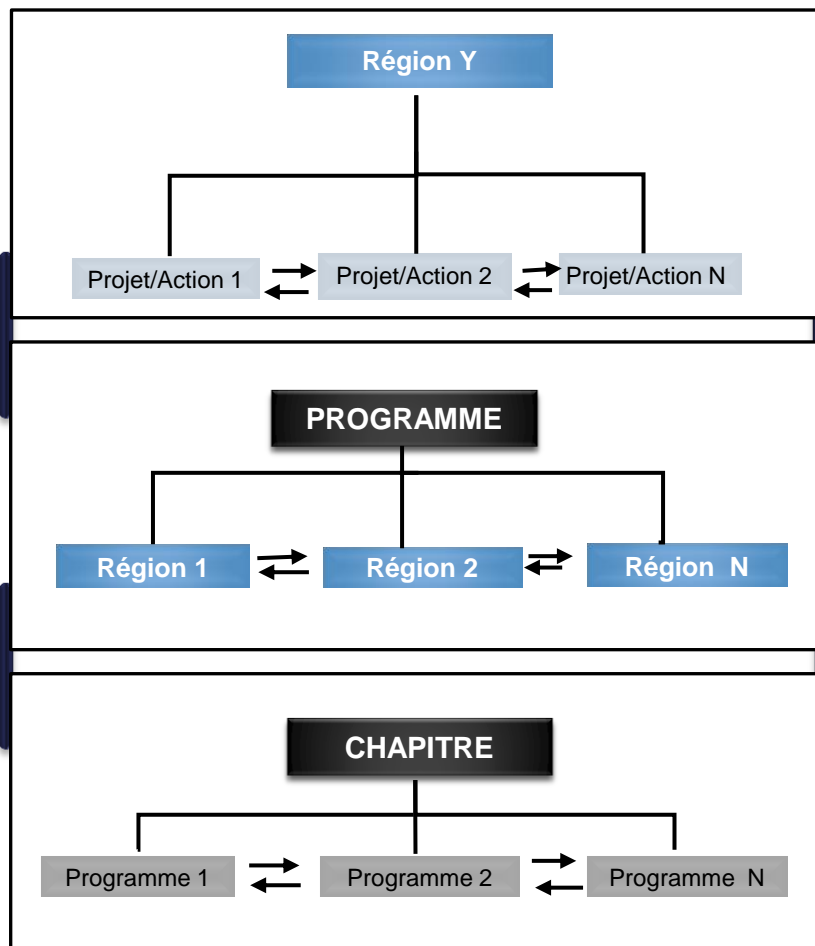 Région Y
Projet/Action 1
Projet/Action 2
Projet/Action N
PROGRAMME
Région 1
Région 2
Région N
CHAPITRE
Programme 1
Programme 2
Programme N